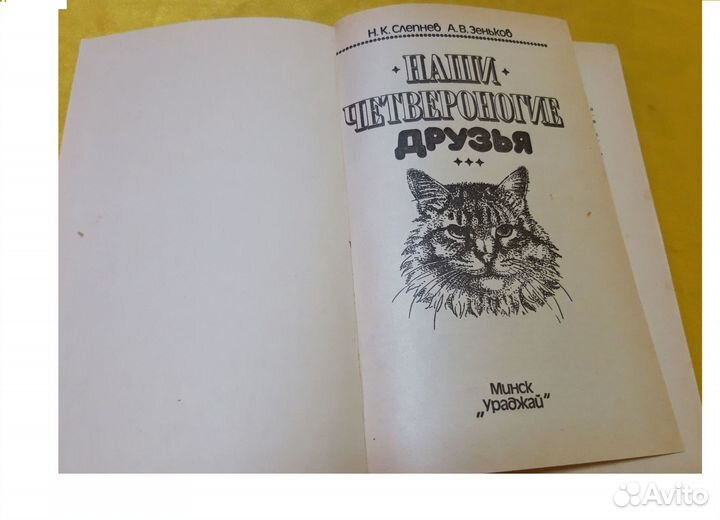 Н. К. Слепнев А. В. Зеньков
НАШИ
ЧЕТВЕРОНОГИЕ
ДРУЗЬЯ
Минск
„Ураджай"
Avito